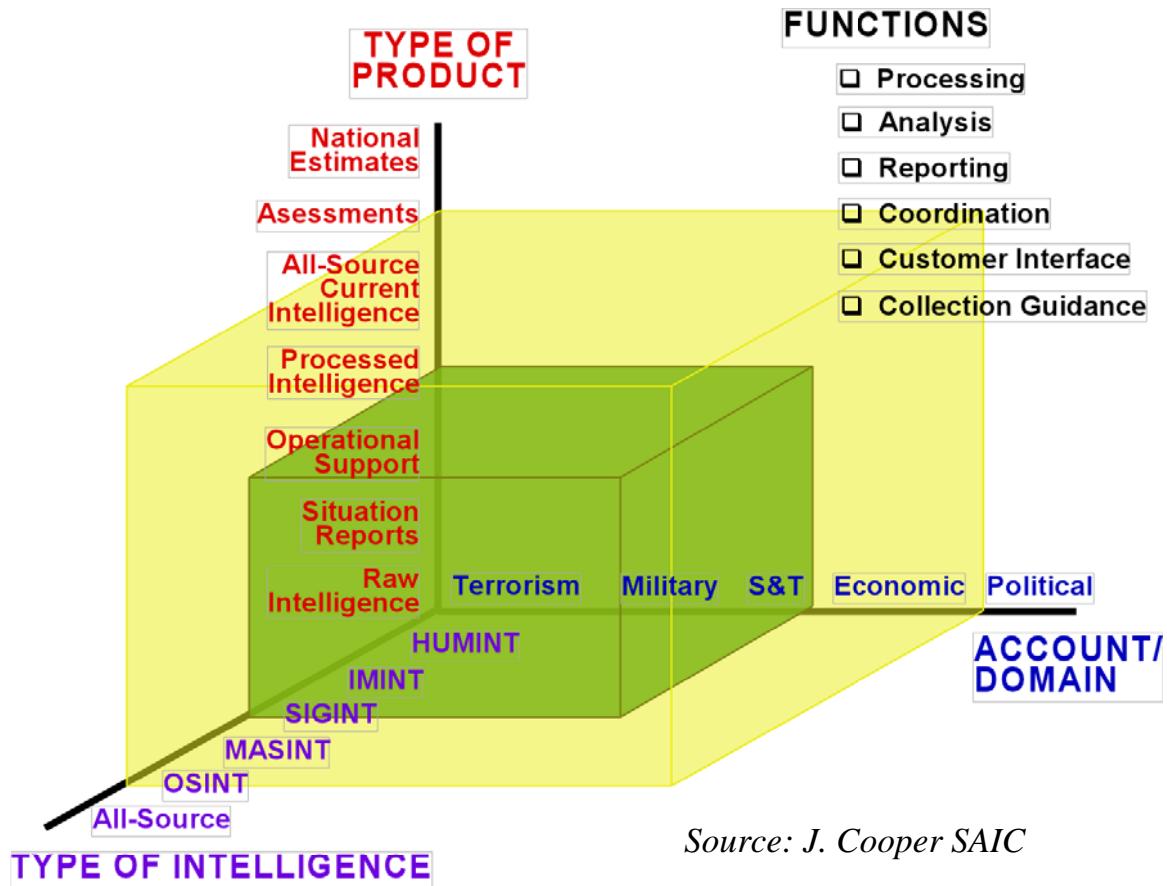 TYPE OF
PRODUCT
FUNCTIONS
❑ Processing
❑ Analysis
❑ Reporting
❑ Coordination
❑ Customer Interface
❑ Collection Guidance
National
Estimates
Asessments
All-Source
Current
Intelligence
Processed
Intelligence
Operational
Support
Situation
Reports
Raw
Intelligence
Terrorism Military S&T Economic Political
ACCOUNT/
DOMAIN
HUMINT
IMINT
SIGINT
MASINT
OSINT
All-Source
TYPE OF INTELLIGENCE
Source: J. Cooper SAIC